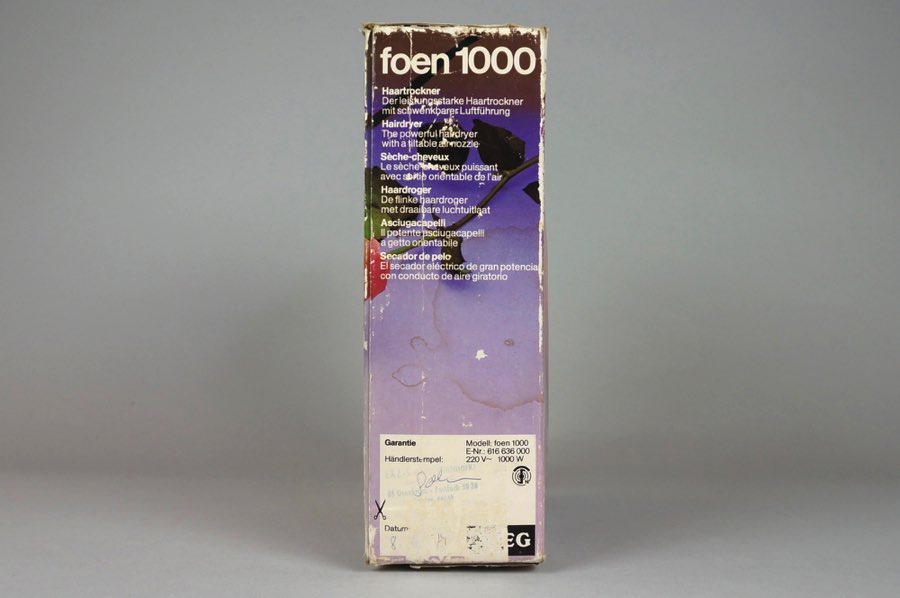 foen 1000
Haartrockner
Der leistungsstarke Haartrockner
mit schwenkbarer Luftführung
Hairdryer
The powerful hairdryer
with a tiltable air nozzle
Sèche-cheveux
Le sèche-cheveux puissant
avec sortie orientable de l'air
Haardroger
De flinke haardroger
met draaibare luchtuitlaat
Asciugacapelli
Il potente asciugacapelli
a getto orientabile
Secador de pelo
El secador eléctrico de gran potencia
con conducto de aire giratorio
Garantie
Modell: foen 1000
E-Nr.: 616 636 000
Händlerstempel:
220 V~ 1000 W
Datum
EG